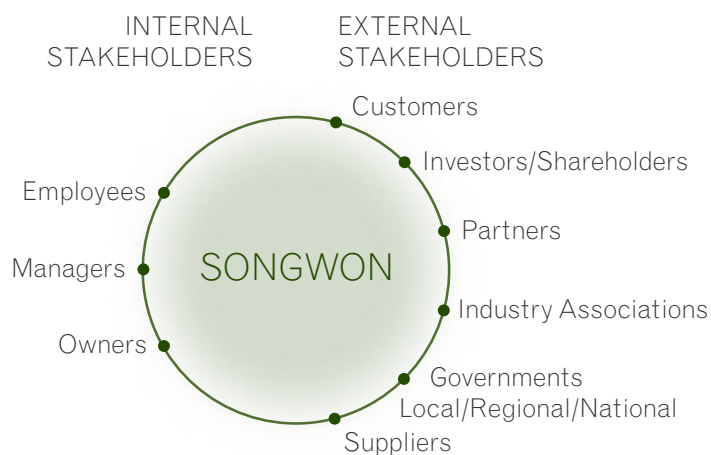 INTERNAL
STAKEHOLDERS
EXTERNAL
STAKEHOLDERS
Customers
Investors/Shareholders
Employees
Partners
Managers
SONGWON
Industry Associations
Owners
Governments
Local/Regional/National
Suppliers